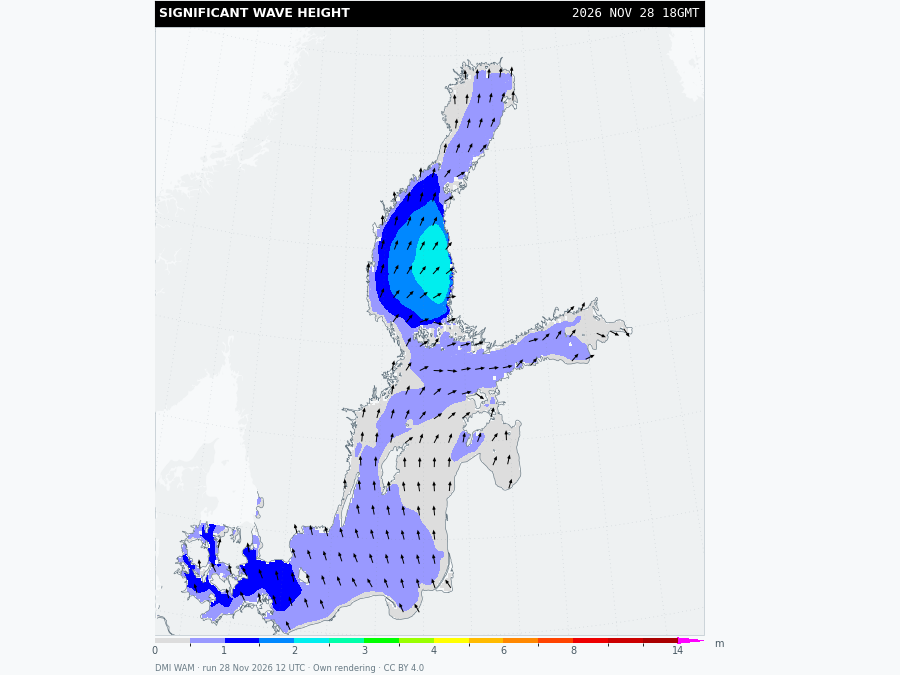 SIGNIFICANT WAVE HEIGHT 2026 NOV 28 18GMT
0 1 2 3 4 6 8 14 m
DMI WAM · run 28 Nov 2026 12 UTC · Own rendering · CC BY 4.0